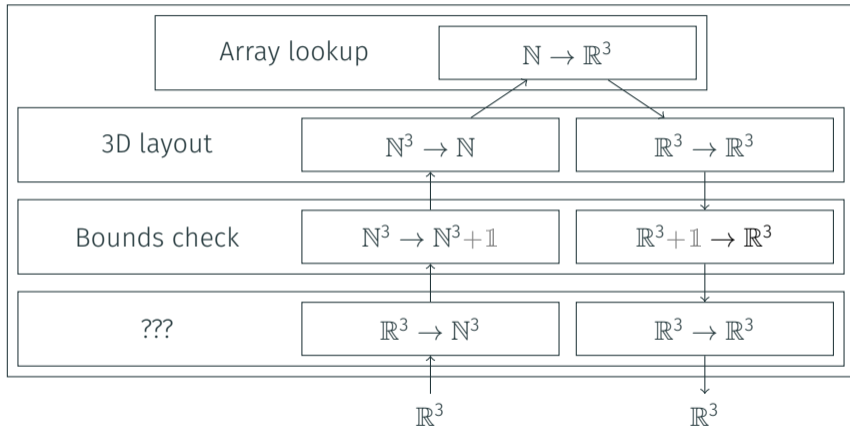 Array lookup ℕ → ℝ³
3D layout ℕ³ → ℕ ℝ³ → ℝ³
Bounds check ℕ³ → ℕ³+𝟙 ℝ³+𝟙 → ℝ³
??? ℝ³ → ℕ³ ℝ³ → ℝ³
ℝ³ ℝ³